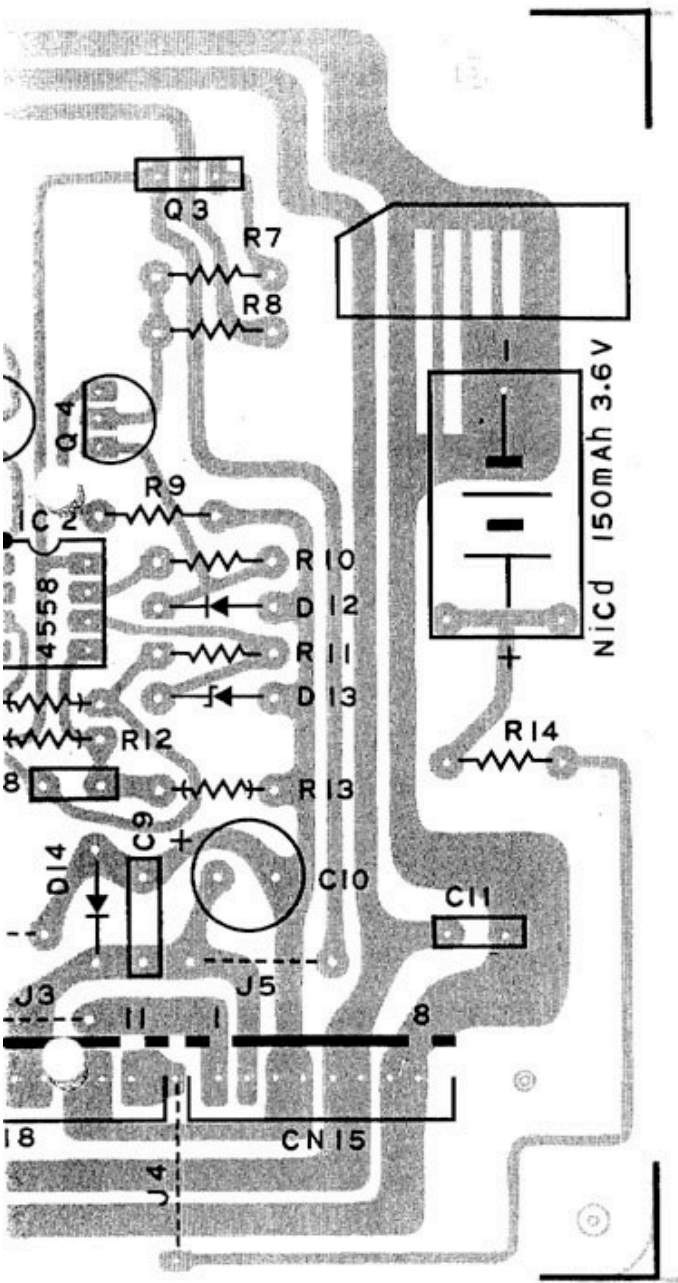 Q3
R7
R8
Q 4
R9
IC2
4558
R10
D12
R11
D13
R12
8
R13
−
+
NiCd 150mAh 3.6V
R14
C9
+
D14
C10
C11
J5
J3
11
1
8
18
CN15
J4